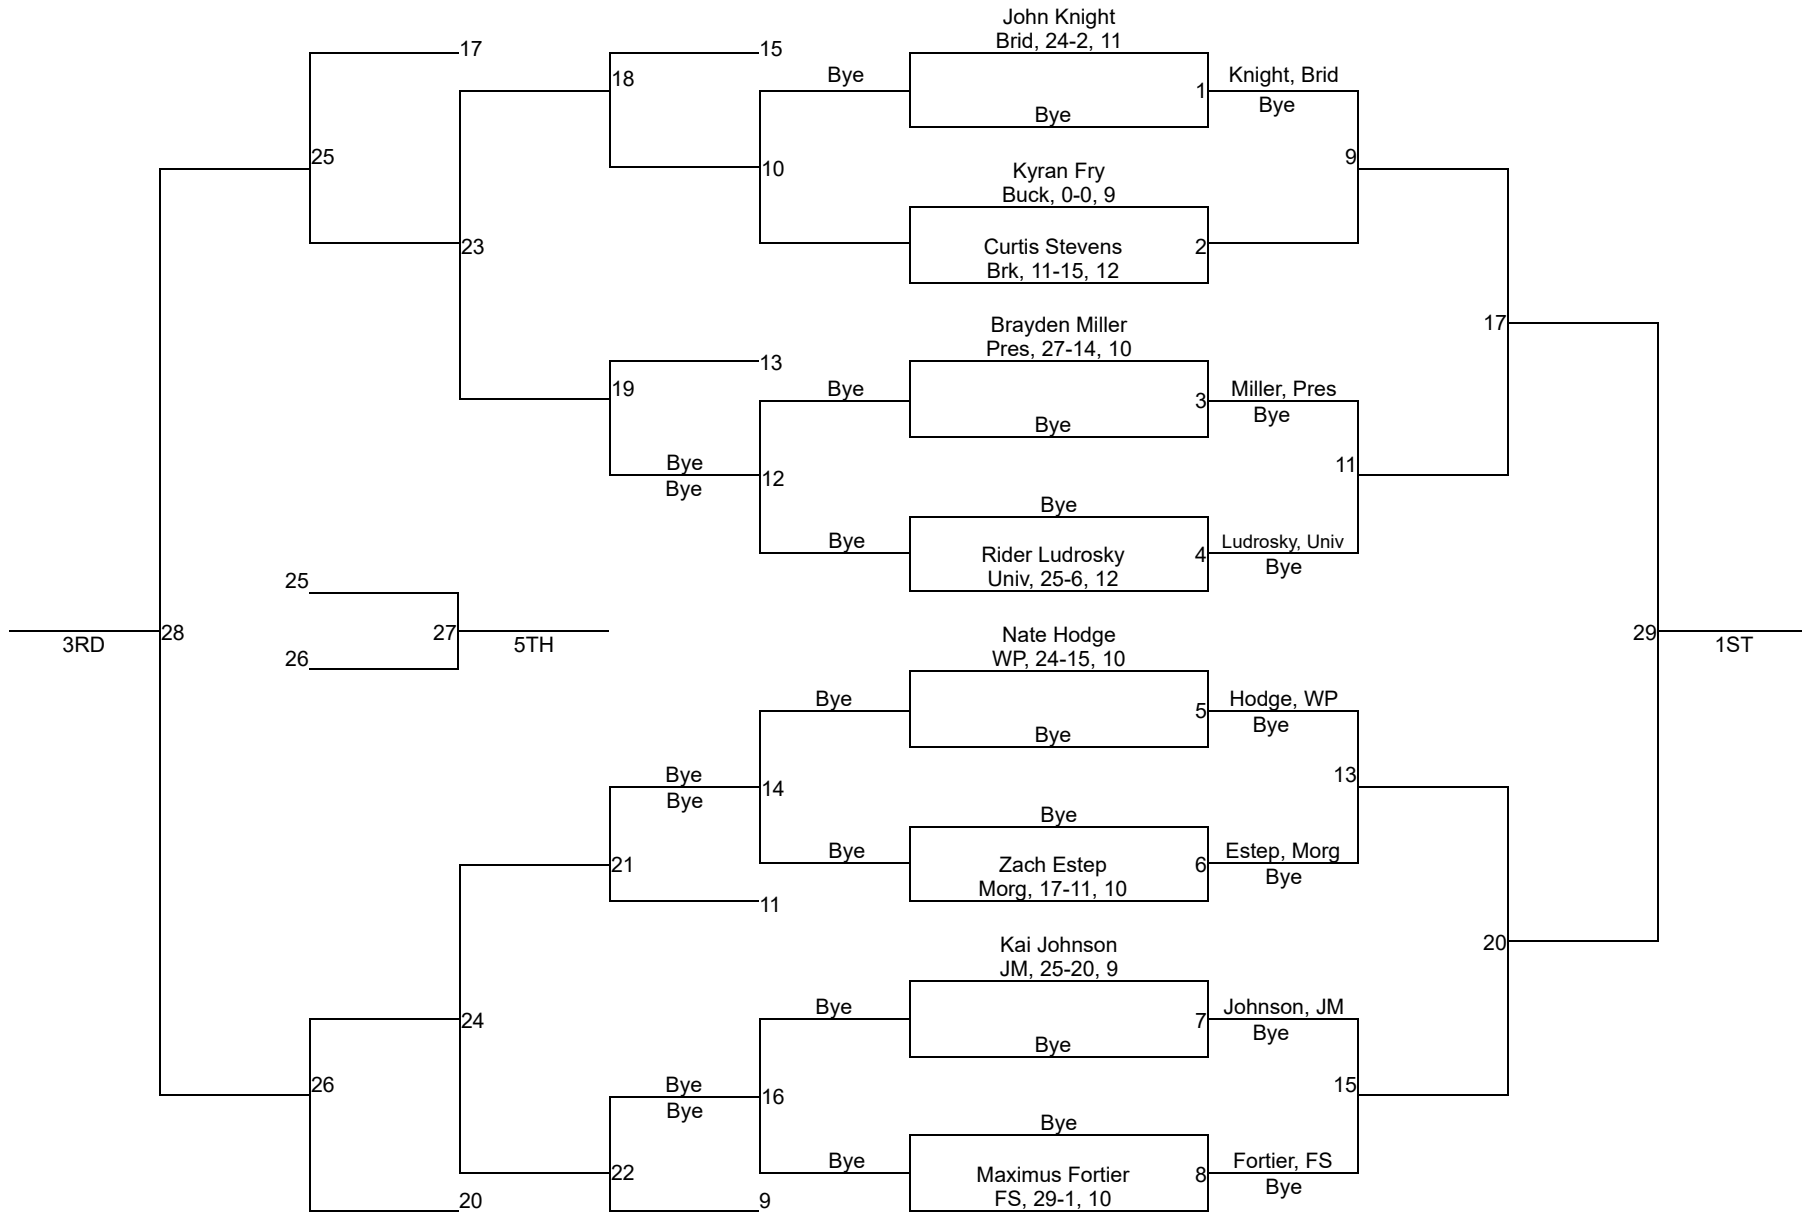 John Knight
Brid, 24-2, 11
17
15
18
Bye
1
Knight, Brid
Bye
Bye
25
10
9
Kyran Fry
Buck, 0-0, 9
23
Curtis Stevens
2
Brk, 11-15, 12
Brayden Miller
17
Pres, 27-14, 10
13
19
Bye
3
Miller, Pres
Bye
Bye
Bye
11
Bye
12
Bye
Bye
Rider Ludrosky
4
Ludrosky, Univ
Bye
Univ, 25-6, 12
25
28
27
29
3RD
5TH
1ST
26
Nate Hodge
WP, 24-15, 10
Bye
5
Hodge, WP
Bye
Bye
Bye
13
Bye
14
Bye
21
Bye
Zach Estep
6
Estep, Morg
Bye
Morg, 17-11, 10
11
Kai Johnson
20
JM, 25-20, 9
24
Bye
7
Johnson, JM
Bye
Bye
26
Bye
15
Bye
16
Bye
22
Bye
Maximus Fortier
8
Fortier, FS
Bye
FS, 29-1, 10
20
9